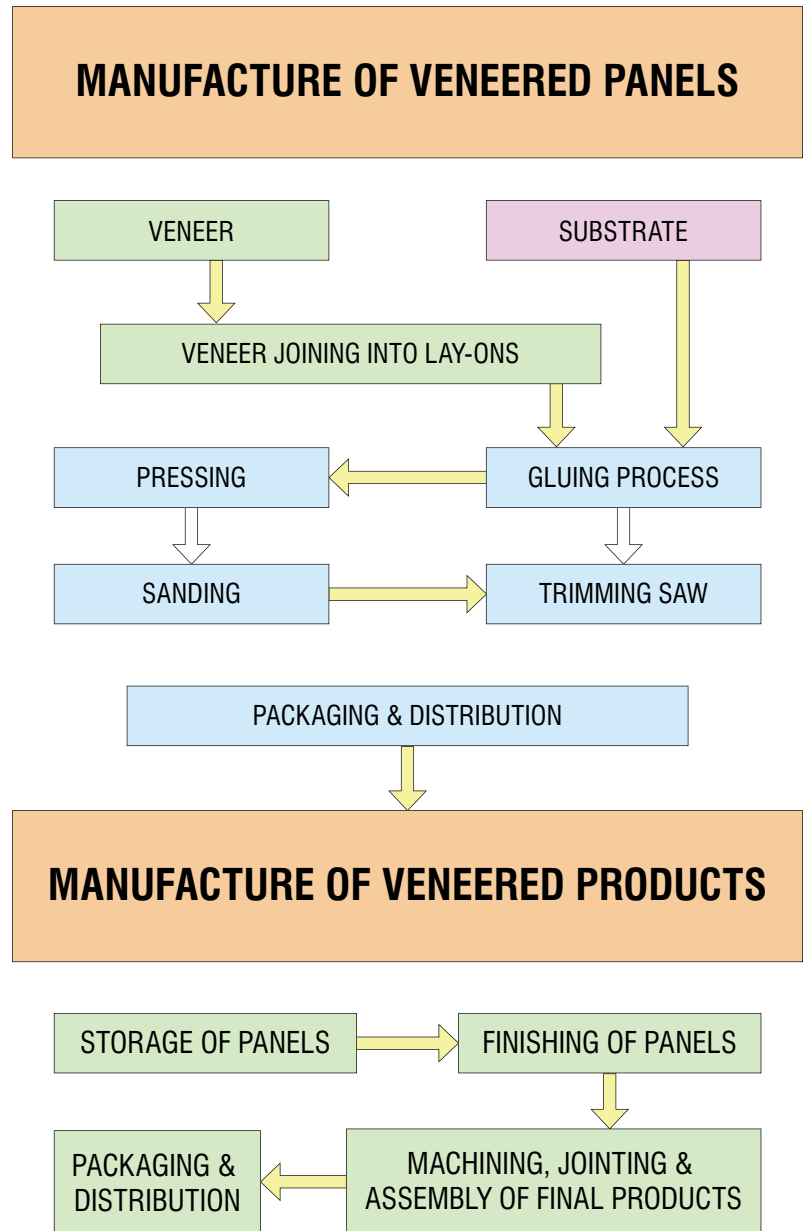 MANUFACTURE OF VENEERED PANELS
VENEER
SUBSTRATE
VENEER JOINING INTO LAY-ONS
PRESSING
GLUING PROCESS
SANDING
TRIMMING SAW
PACKAGING & DISTRIBUTION
MANUFACTURE OF VENEERED PRODUCTS
STORAGE OF PANELS
FINISHING OF PANELS
PACKAGING &
DISTRIBUTION
MACHINING, JOINTING &
ASSEMBLY OF FINAL PRODUCTS